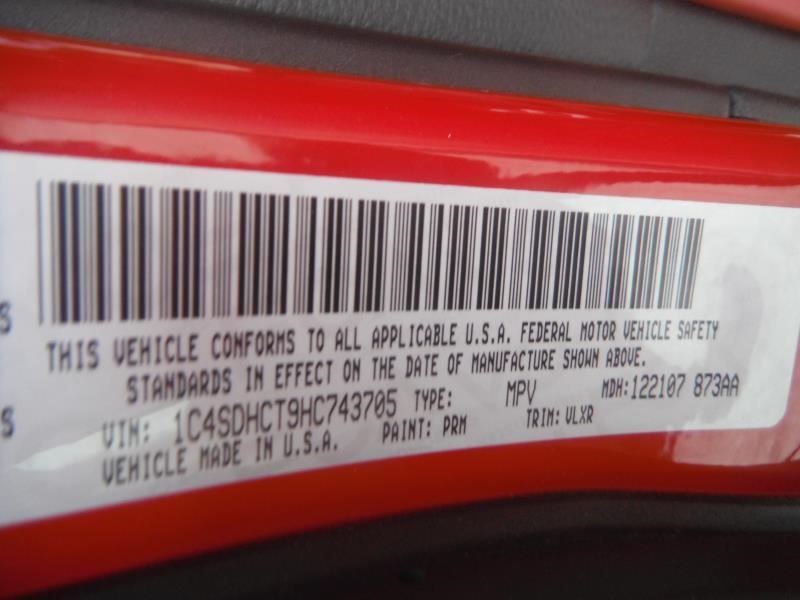 THIS VEHICLE CONFORMS TO ALL APPLICABLE U.S.A. FEDERAL MOTOR VEHICLE SAFETY
STANDARDS IN EFFECT ON THE DATE OF MANUFACTURE SHOWN ABOVE.
VIN: 1C4SDHCT9HC743705 TYPE: MPV MDH:122107 873AA
VEHICLE MADE IN U.S.A. PAINT: PRM TRIM: VLXR
S
S